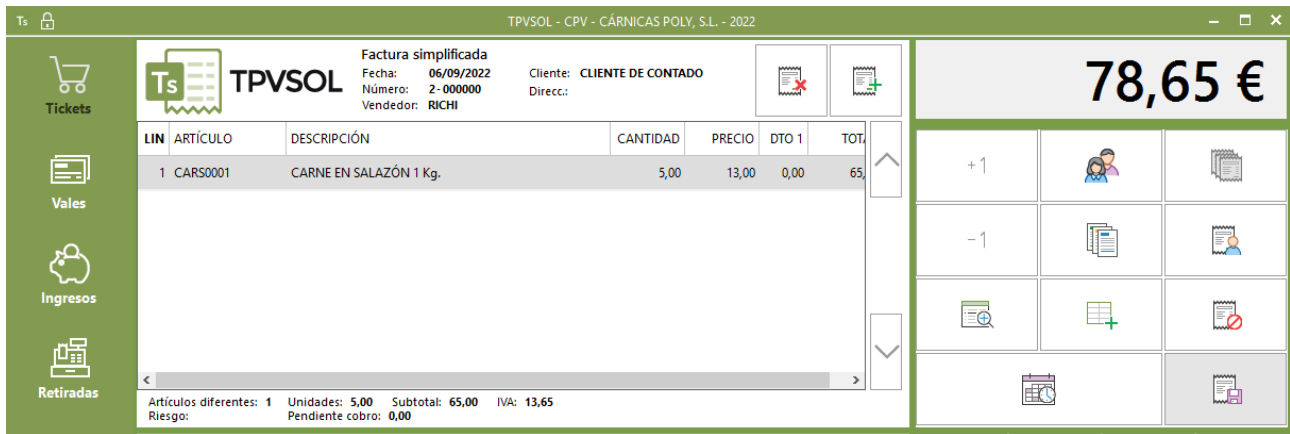 Ts TPVSOL - CPV - CÁRNICAS POLY, S.L. - 2022
Tickets
Vales
Ingresos
Retiradas
Ts TPVSOL
Factura simplificada
Fecha: 06/09/2022 Cliente: CLIENTE DE CONTADO
Número: 2- 000000 Direcc.:
Vendedor: RICHI
78,65 €
LIN ARTÍCULO DESCRIPCIÓN CANTIDAD PRECIO DTO 1 TOTA
1 CARS0001 CARNE EN SALAZÓN 1 Kg. 5,00 13,00 0,00 65,
+1
-1
Artículos diferentes: 1 Unidades: 5,00 Subtotal: 65,00 IVA: 13,65
Riesgo: Pendiente cobro: 0,00